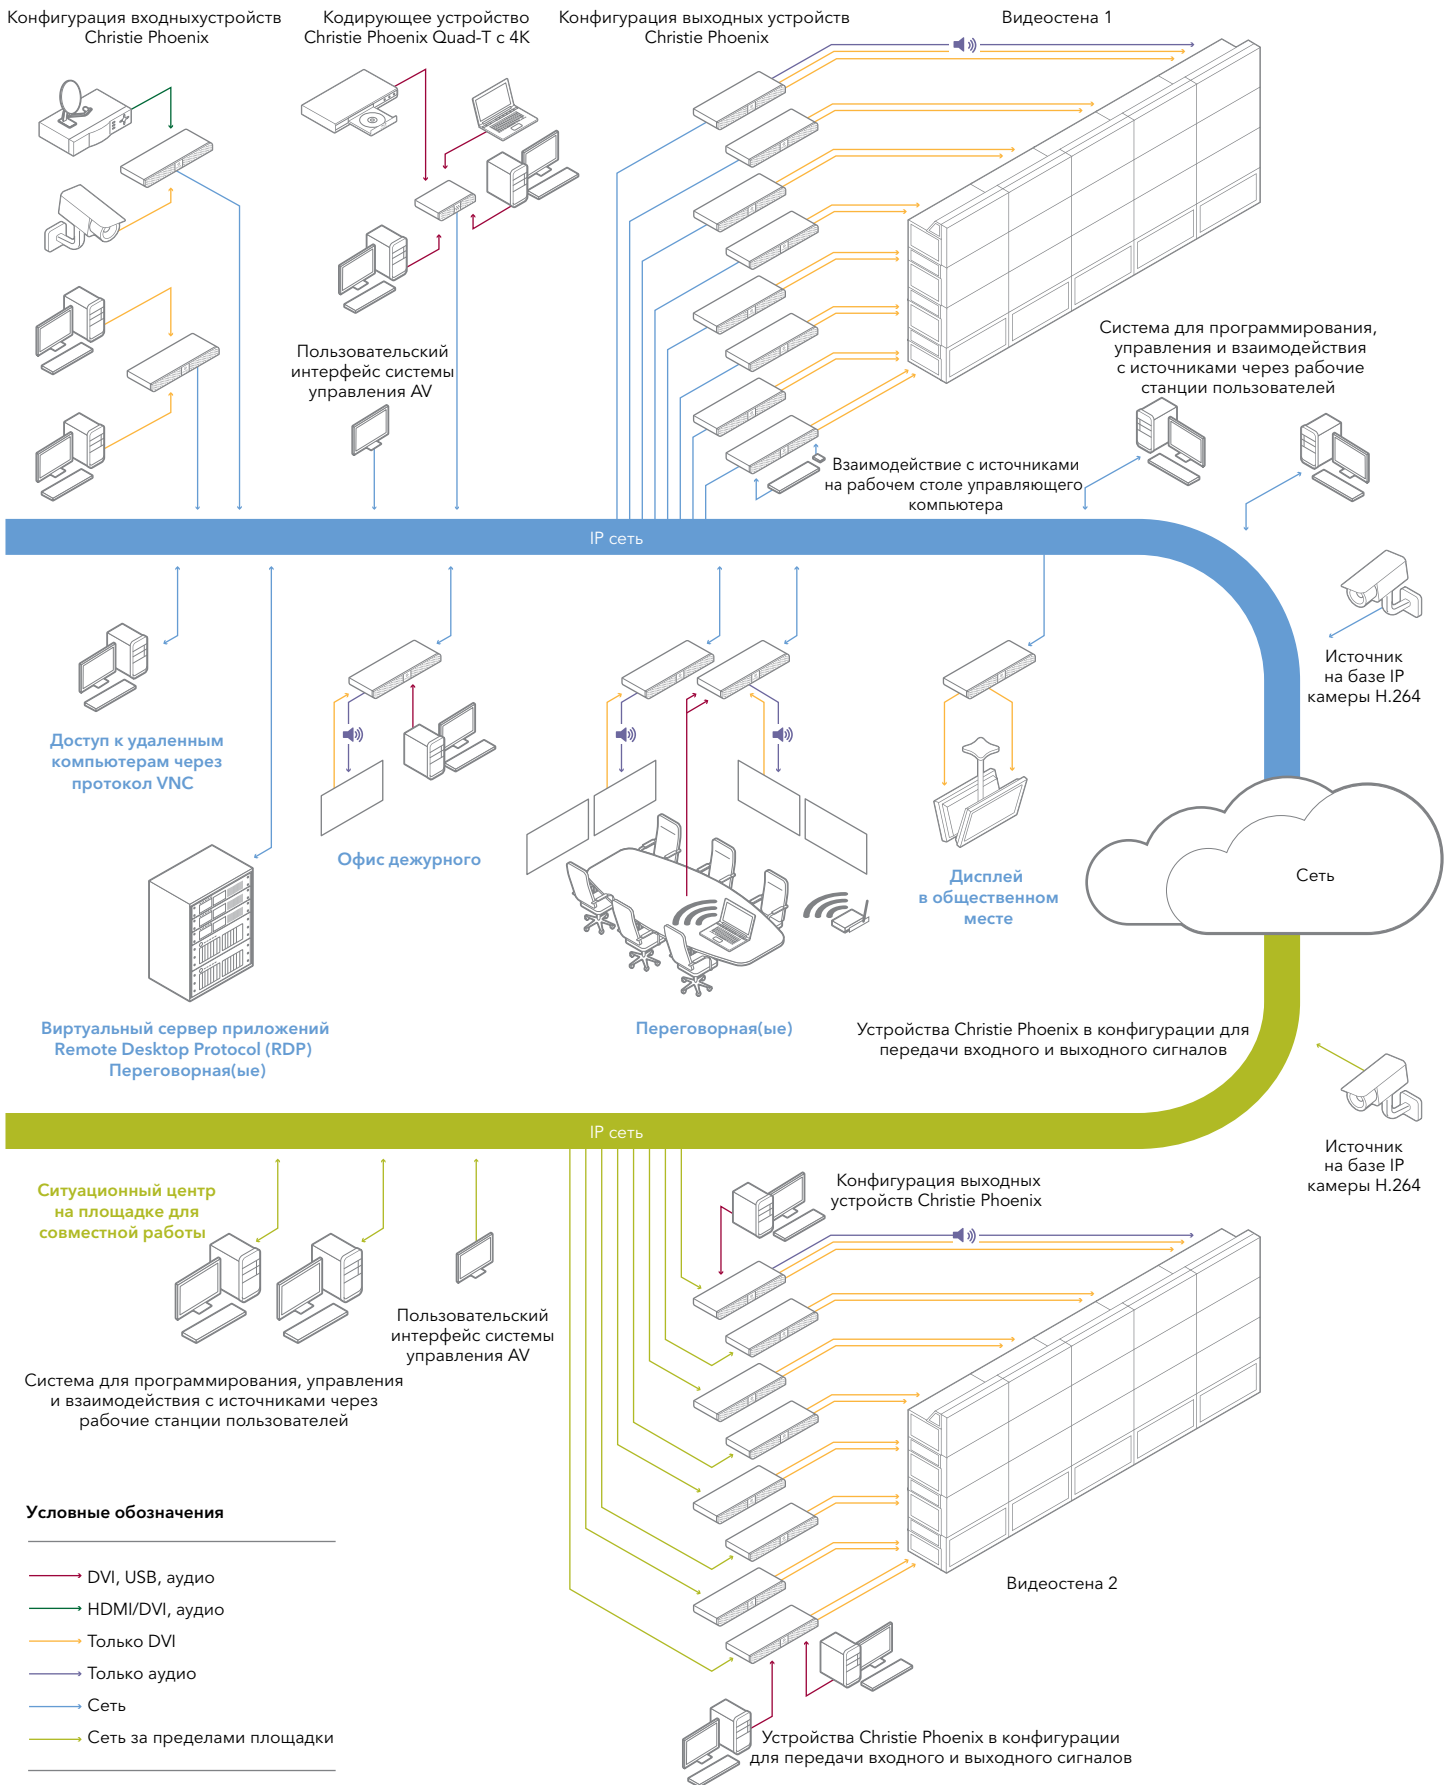 Конфигурация входныхустройств
Christie Phoenix
Кодирующее устройство
Christie Phoenix Quad-T с 4K
Конфигурация выходных устройств
Christie Phoenix
Видеостена 1
Пользовательский
интерфейс системы
управления AV
Система для программирования,
управления и взаимодействия
с источниками через рабочие
станции пользователей
Взаимодействие с источниками
на рабочем столе управляющего
компьютера
IP сеть
Источник
на базе IP
камеры H.264
Доступ к удаленным
компьютерам через
протокол VNC
Офис дежурного
Дисплей
в общественном
месте
Сеть
Виртуальный сервер приложений
Remote Desktop Protocol (RDP)
Переговорная(ые)
Переговорная(ые)
Устройства Christie Phoenix в конфигурации для
передачи входного и выходного сигналов
IP сеть
Источник
на базе IP
камеры H.264
Ситуационный центр
на площадке для
совместной работы
Конфигурация выходных
устройств Christie Phoenix
Пользовательский
интерфейс системы
управления AV
Система для программирования, управления
и взаимодействия с источниками через
рабочие станции пользователей
Видеостена 2
Условные обозначения
DVI, USB, аудио
HDMI/DVI, аудио
Только DVI
Только аудио
Сеть
Сеть за пределами площадки
Устройства Christie Phoenix в конфигурации
для передачи входного и выходного сигналов